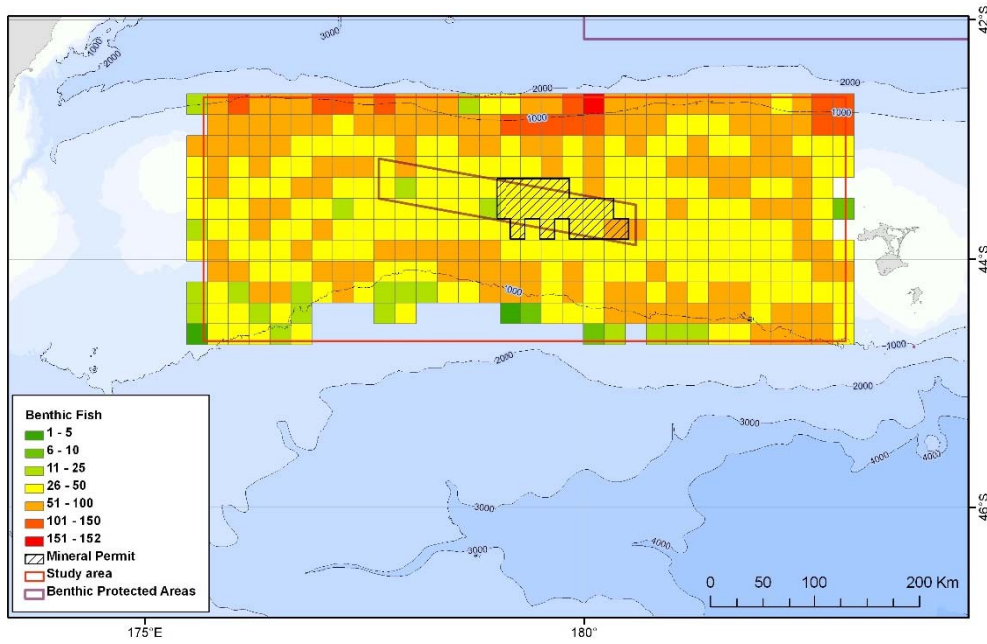 3000
1000
2000
42°S
2000
2000
1000
1000
44°S
1000
1000
2000
2000
3000
4000
4000
3000
4000
3000
46°S
Benthic Fish
1 - 5
6 - 10
11 - 25
26 - 50
51 - 100
101 - 150
151 - 152
Mineral Permit
Study area
Benthic Protected Areas
0 50 100 200 Km
175°E
180°